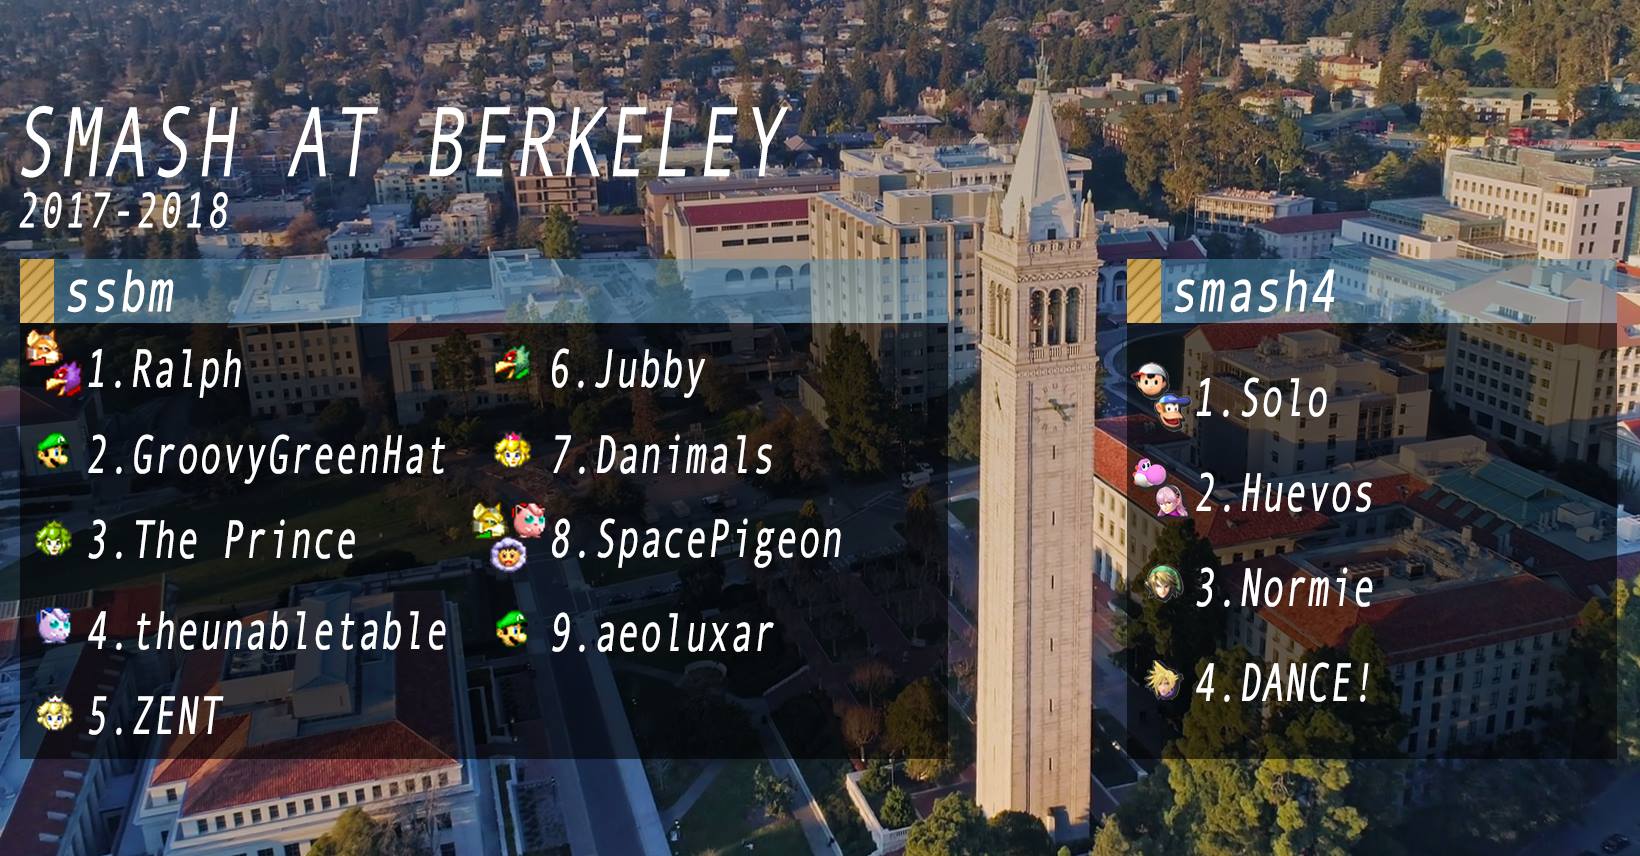 SMASH AT BERKELEY
2017-2018
ssbm
1.Ralph
2.GroovyGreenHat
3.The Prince
4.theunabletable
5.ZENT
6.Jubby
7.Danimals
8.SpacePigeon
9.aeoluxar
smash4
1.Solo
2.Huevos
3.Normie
4.DANCE!